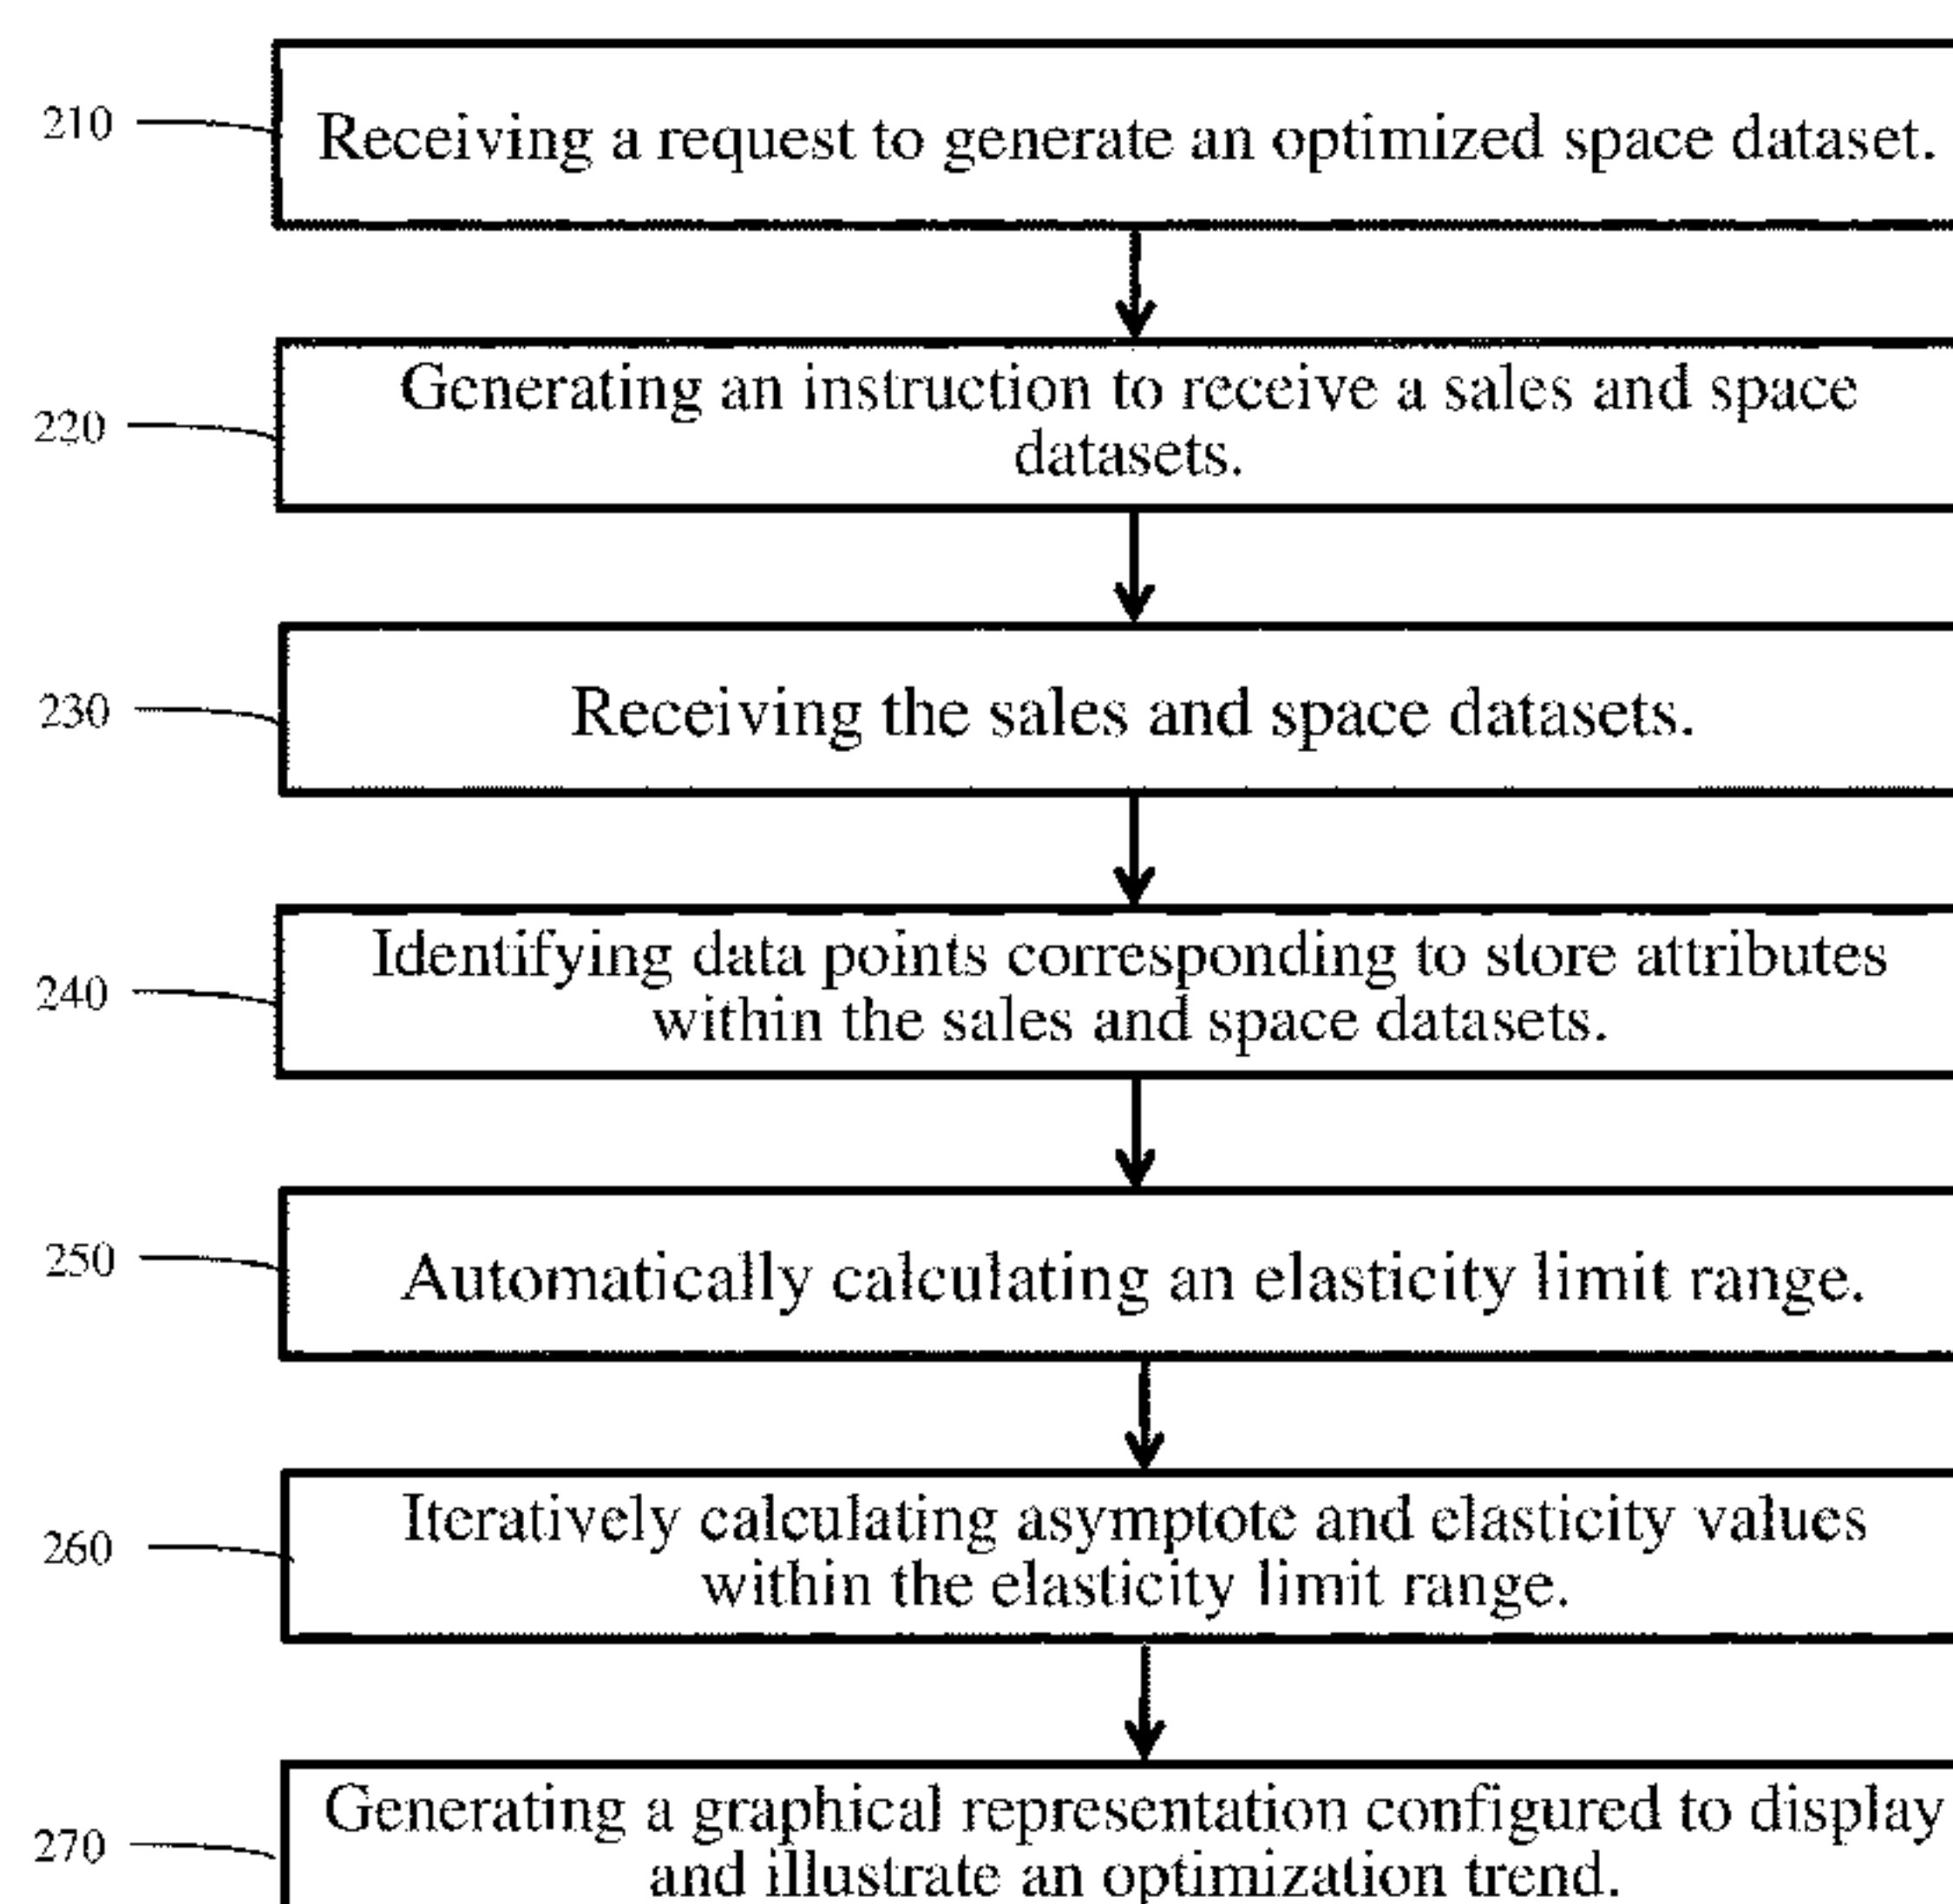 210
Receiving a request to generate an optimized space dataset.
220
Generating an instruction to receive a sales and space
datasets.
230
Receiving the sales and space datasets.
240
Identifying data points corresponding to store attributes
within the sales and space datasets.
250
Automatically calculating an elasticity limit range.
260
Iteratively calculating asymptote and elasticity values
within the elasticity limit range.
270
Generating a graphical representation configured to display
and illustrate an optimization trend.